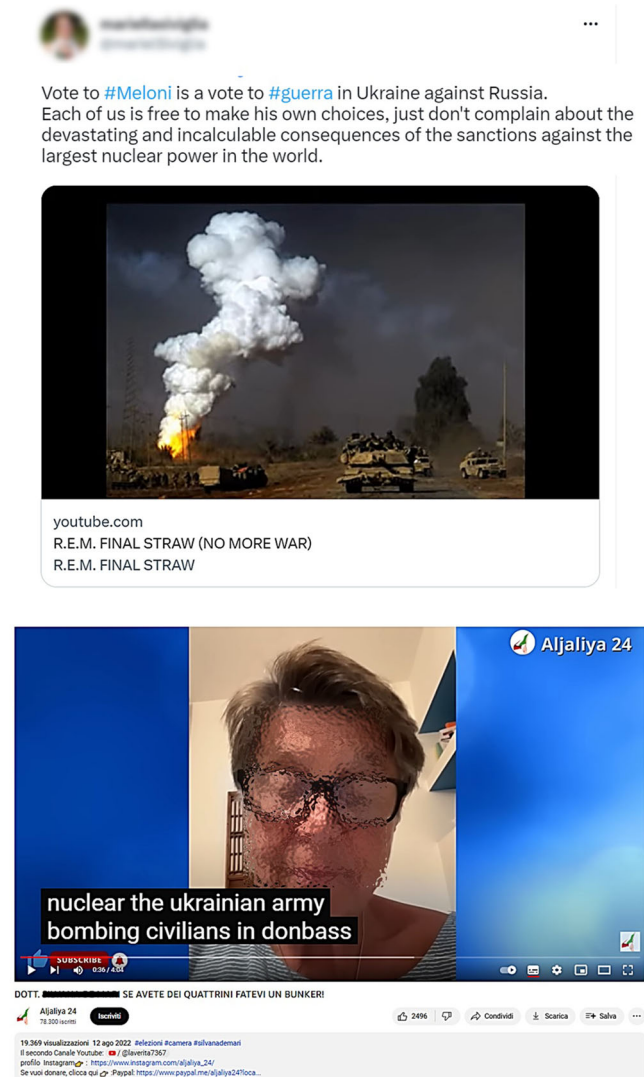 Vote to #Meloni is a vote to #guerra in Ukraine against Russia.
Each of us is free to make his own choices, just don't complain about the
devastating and incalculable consequences of the sanctions against the
largest nuclear power in the world.
youtube.com
R.E.M. FINAL STRAW (NO MORE WAR)
R.E.M. FINAL STRAW
Aljaliya 24
nuclear the ukrainian army
bombing civilians in donbass
SUBSCRIBE
0:36 / 4:04
DOTT. SE AVETE DEI QUATTRINI FATEVI UN BUNKER!
Aljaliya 24
78.300 iscritti
Iscriviti
2496
Condividi
Scarica
Salva
19.369 visualizzazioni 12 ago 2022 #elezioni #camera #silvanademari
Il secondo Canale Youtube: / @laverita7367
profilo Instagram : https://www.instagram.com/aljaliya_24/
Se vuoi donare, clicca qui :Paypal: https://www.paypal.me/aljaliya24?loca...